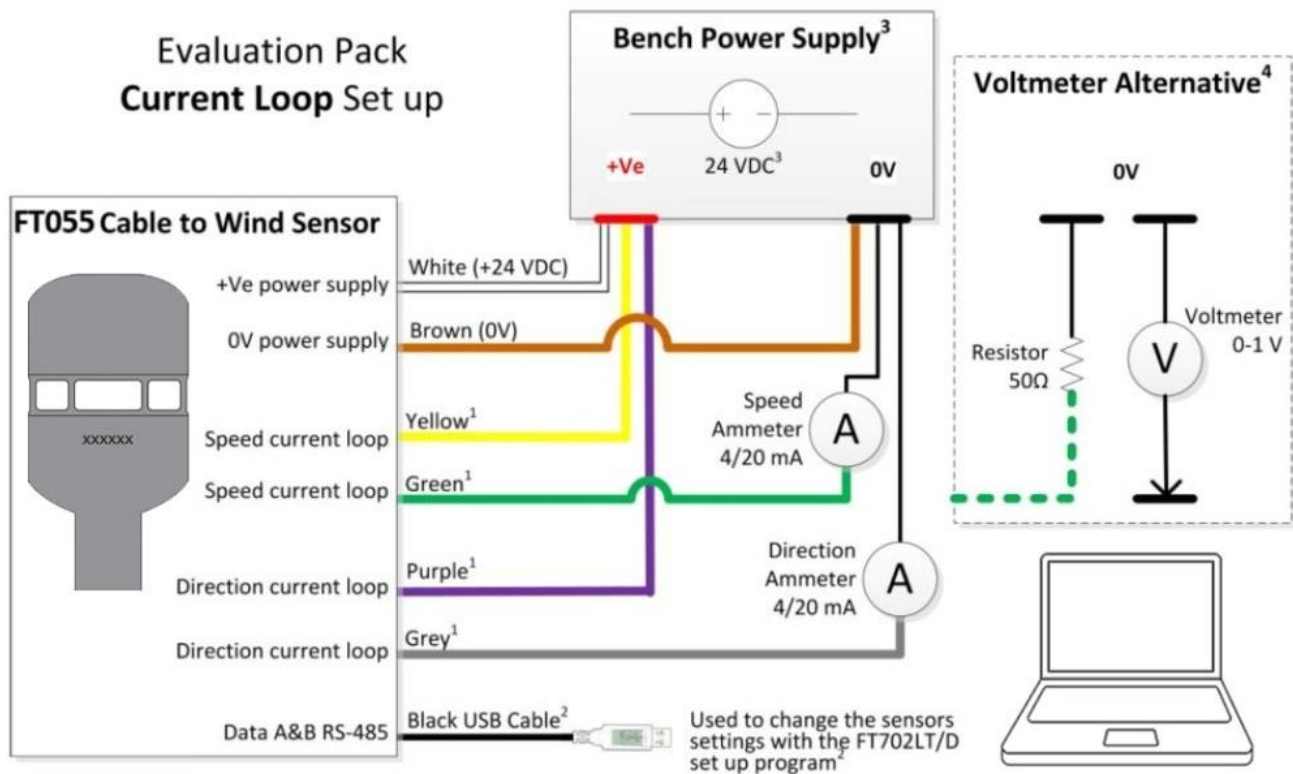 Evaluation Pack
Current Loop Set up
Bench Power Supply³
+ −
24 VDC³
+Ve
0V
Voltmeter Alternative⁴
0V
Resistor
50Ω
V
Voltmeter
0-1 V
FT055 Cable to Wind Sensor
xxxxxx
+Ve power supply
White (+24 VDC)
0V power supply
Brown (0V)
Speed current loop
Yellow¹
Speed current loop
Green¹
Speed
Ammeter
4/20 mA
A
Direction current loop
Purple¹
Direction
Ammeter
4/20 mA
A
Direction current loop
Grey¹
Data A&B RS-485
Black USB Cable²
Used to change the sensors
settings with the FT702LT/D
set up program²